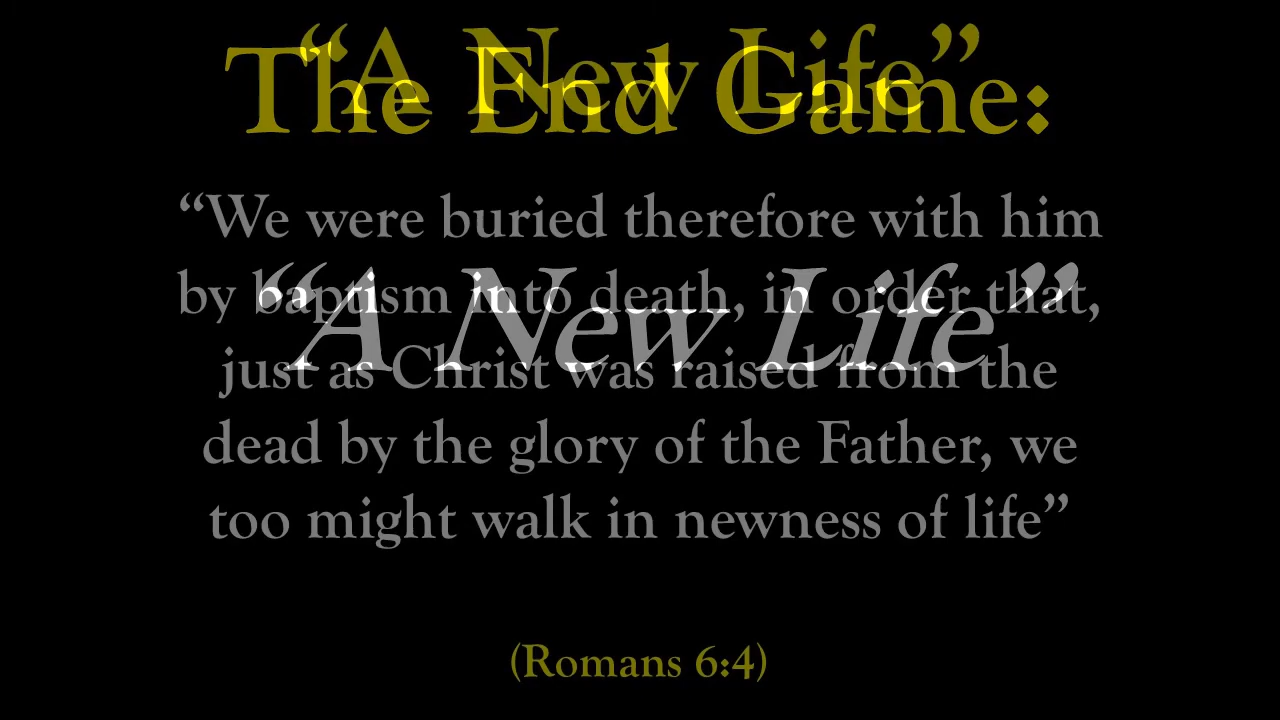 “A New Life”
The End Game:
“We were buried therefore with him
by baptism into death, in order that,
“A New Life”
just as Christ was raised from the
dead by the glory of the Father, we
too might walk in newness of life”
(Romans 6:4)